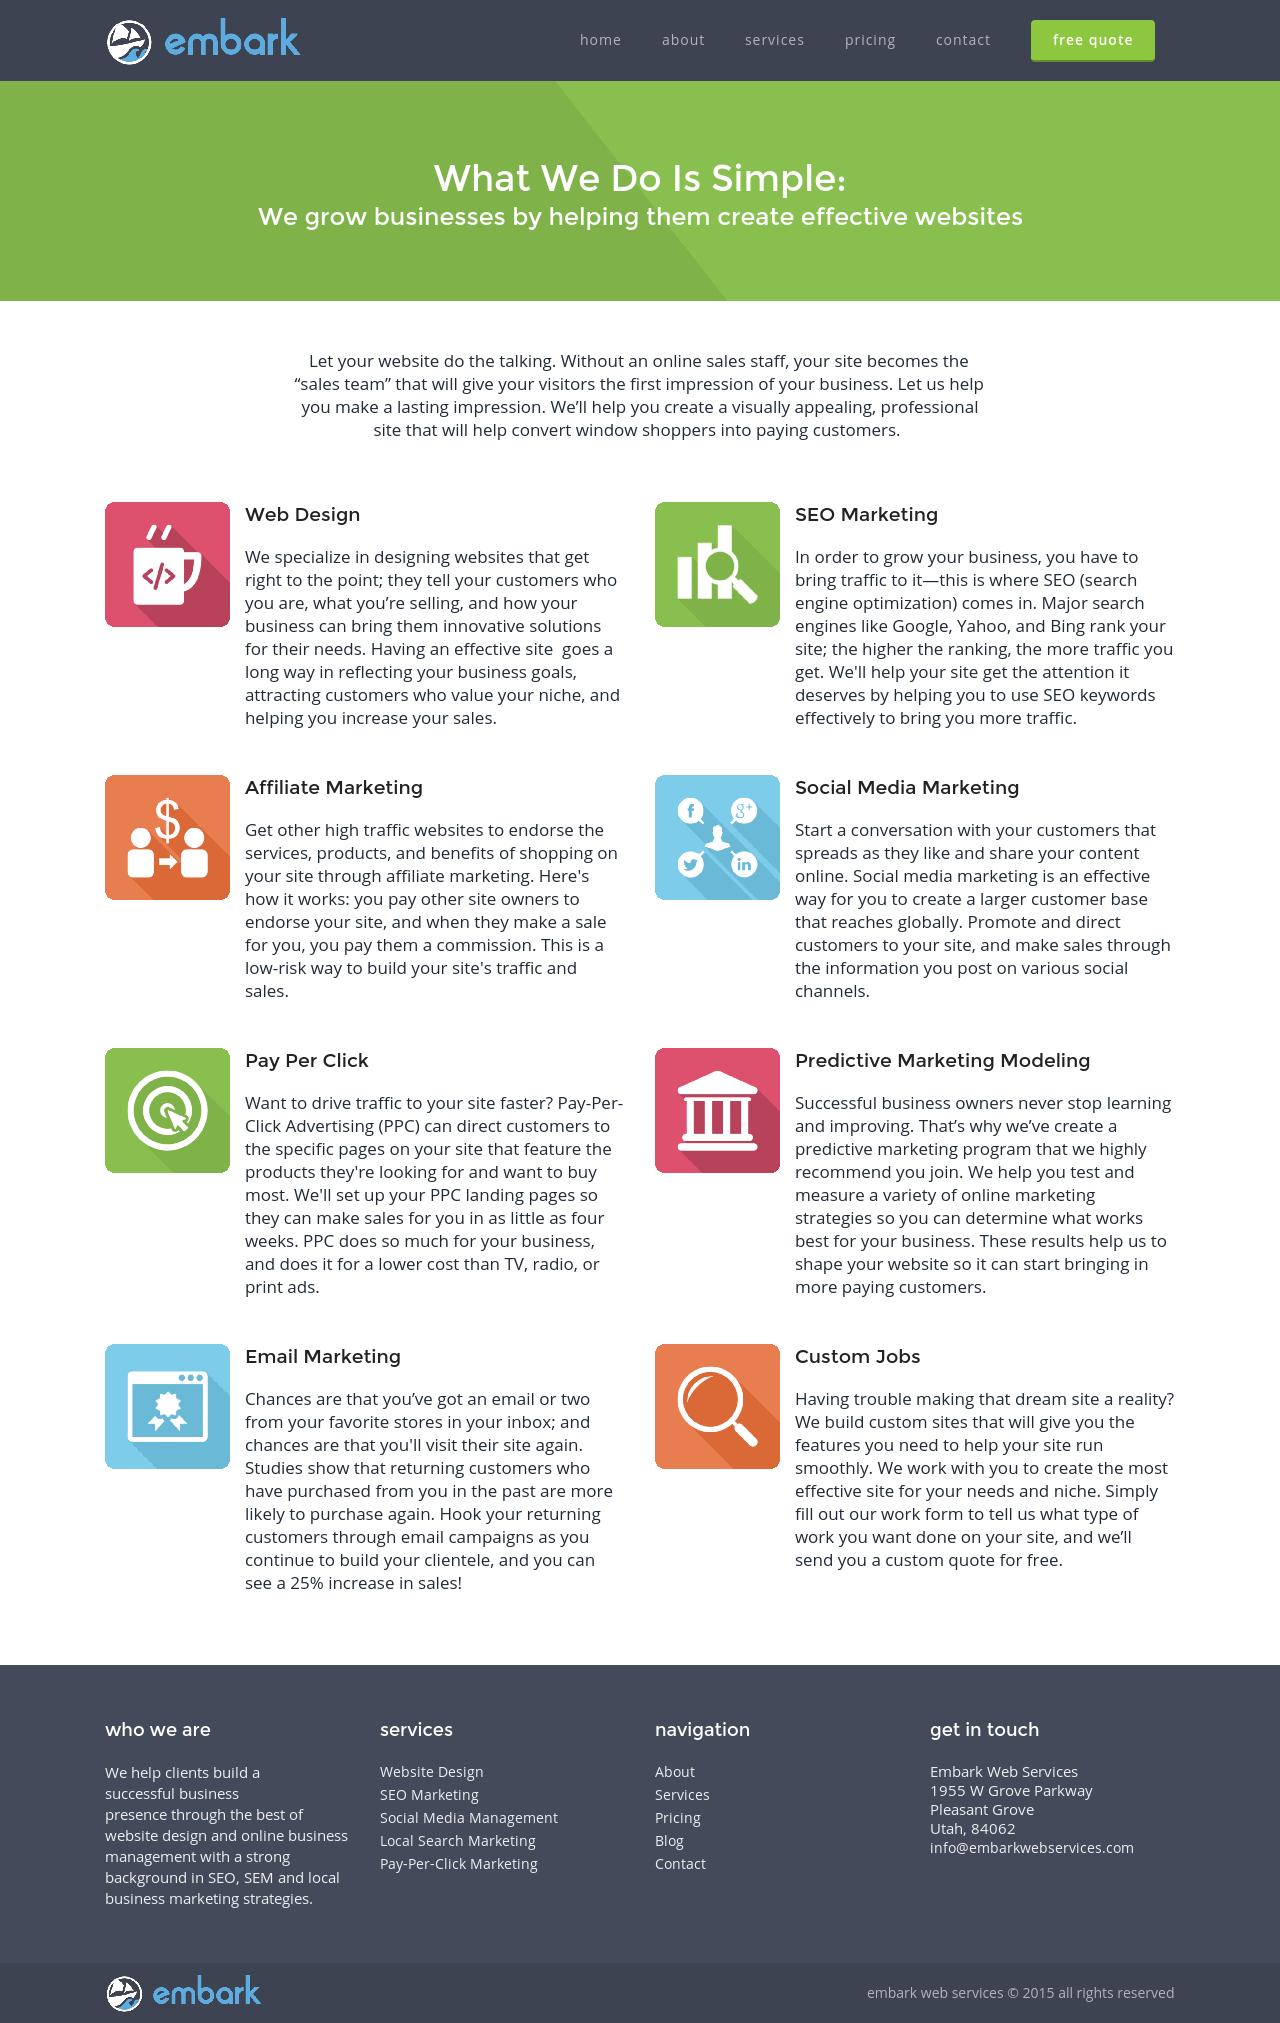 embark
home about services pricing contact free quote
What We Do Is Simple:
We grow businesses by helping them create effective websites
Let your website do the talking. Without an online sales staff, your site becomes the
“sales team” that will give your visitors the first impression of your business. Let us help
you make a lasting impression. We’ll help you create a visually appealing, professional
site that will help convert window shoppers into paying customers.
Web Design
We specialize in designing websites that get
right to the point; they tell your customers who
you are, what you’re selling, and how your
business can bring them innovative solutions
for their needs. Having an effective site  goes a
long way in reflecting your business goals,
attracting customers who value your niche, and
helping you increase your sales.
SEO Marketing
In order to grow your business, you have to
bring traffic to it—this is where SEO (search
engine optimization) comes in. Major search
engines like Google, Yahoo, and Bing rank your
site; the higher the ranking, the more traffic you
get. We'll help your site get the attention it
deserves by helping you to use SEO keywords
effectively to bring you more traffic.
Affiliate Marketing
Get other high traffic websites to endorse the
services, products, and benefits of shopping on
your site through affiliate marketing. Here's
how it works: you pay other site owners to
endorse your site, and when they make a sale
for you, you pay them a commission. This is a
low-risk way to build your site's traffic and
sales.
Social Media Marketing
Start a conversation with your customers that
spreads as they like and share your content
online. Social media marketing is an effective
way for you to create a larger customer base
that reaches globally. Promote and direct
customers to your site, and make sales through
the information you post on various social
channels.
Pay Per Click
Want to drive traffic to your site faster? Pay-Per-
Click Advertising (PPC) can direct customers to
the specific pages on your site that feature the
products they're looking for and want to buy
most. We'll set up your PPC landing pages so
they can make sales for you in as little as four
weeks. PPC does so much for your business,
and does it for a lower cost than TV, radio, or
print ads.
Predictive Marketing Modeling
Successful business owners never stop learning
and improving. That’s why we’ve create a
predictive marketing program that we highly
recommend you join. We help you test and
measure a variety of online marketing
strategies so you can determine what works
best for your business. These results help us to
shape your website so it can start bringing in
more paying customers.
Email Marketing
Chances are that you’ve got an email or two
from your favorite stores in your inbox; and
chances are that you'll visit their site again.
Studies show that returning customers who
have purchased from you in the past are more
likely to purchase again. Hook your returning
customers through email campaigns as you
continue to build your clientele, and you can
see a 25% increase in sales!
Custom Jobs
Having trouble making that dream site a reality?
We build custom sites that will give you the
features you need to help your site run
smoothly. We work with you to create the most
effective site for your needs and niche. Simply
fill out our work form to tell us what type of
work you want done on your site, and we’ll
send you a custom quote for free.
who we are
We help clients build a
successful business
presence through the best of
website design and online business
management with a strong
background in SEO, SEM and local
business marketing strategies.
services
Website Design
SEO Marketing
Social Media Management
Local Search Marketing
Pay-Per-Click Marketing
navigation
About
Services
Pricing
Blog
Contact
get in touch
Embark Web Services
1955 W Grove Parkway
Pleasant Grove
Utah, 84062
info@embarkwebservices.com
embark
embark web services © 2015 all rights reserved